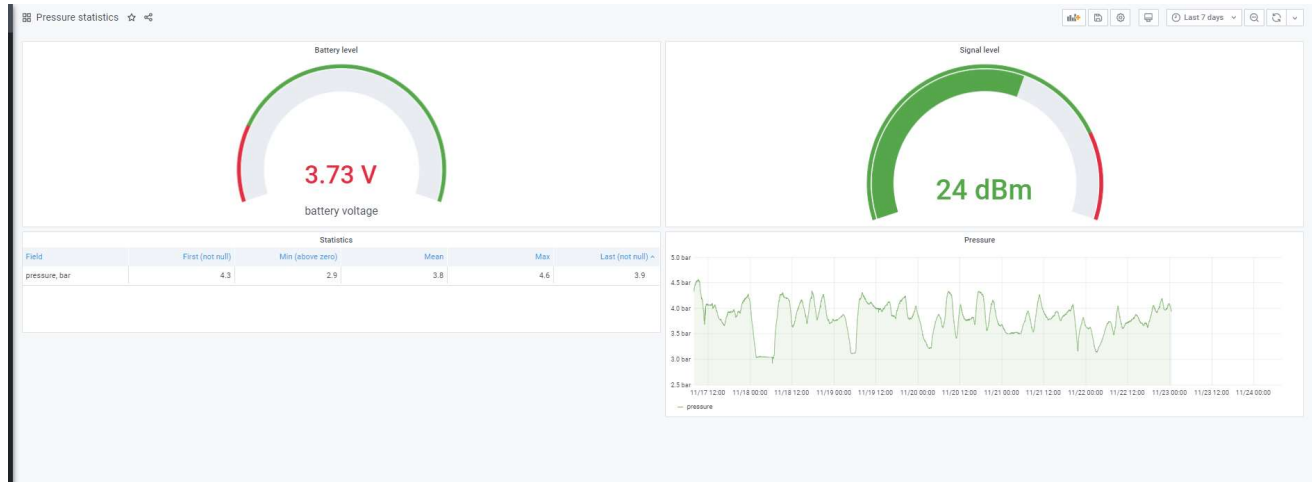 Pressure statistics
Last 7 days
Battery level
3.73 V
battery voltage
Signal level
24 dBm
Statistics
Field First (not null) Min (above zero) Mean Max Last (not null)
pressure, bar 4.3 2.9 3.8 4.6 3.9
Pressure
5.0 bar
4.5 bar
4.0 bar
3.5 bar
3.0 bar
2.5 bar
11/17 12:00 11/18 00:00 11/18 12:00 11/19 00:00 11/19 12:00 11/20 00:00 11/20 12:00 11/21 00:00 11/21 12:00 11/22 00:00 11/22 12:00 11/23 00:00 11/23 12:00 11/24 00:00
pressure